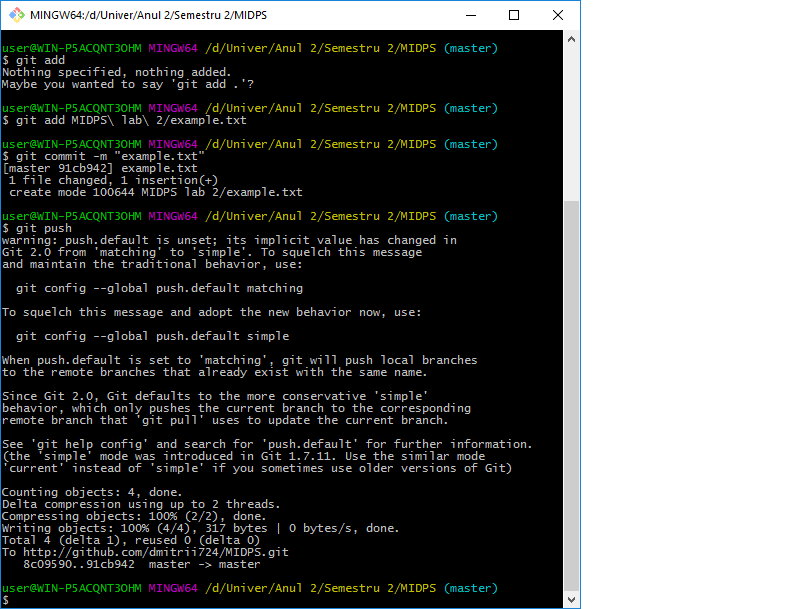 MINGW64:/d/Univer/Anul 2/Semestru 2/MIDPS
user@WIN-P5ACQNT3OHM MINGW64 /d/Univer/Anul 2/Semestru 2/MIDPS (master)
$ git add
Nothing specified, nothing added.
Maybe you wanted to say 'git add .'?
user@WIN-P5ACQNT3OHM MINGW64 /d/Univer/Anul 2/Semestru 2/MIDPS (master)
$ git add MIDPS\ lab\ 2/example.txt
user@WIN-P5ACQNT3OHM MINGW64 /d/Univer/Anul 2/Semestru 2/MIDPS (master)
$ git commit -m "example.txt"
[master 91cb942] example.txt
 1 file changed, 1 insertion(+)
 create mode 100644 MIDPS lab 2/example.txt
user@WIN-P5ACQNT3OHM MINGW64 /d/Univer/Anul 2/Semestru 2/MIDPS (master)
$ git push
warning: push.default is unset; its implicit value has changed in
Git 2.0 from 'matching' to 'simple'. To squelch this message
and maintain the traditional behavior, use:
  git config --global push.default matching
To squelch this message and adopt the new behavior now, use:
  git config --global push.default simple
When push.default is set to 'matching', git will push local branches
to the remote branches that already exist with the same name.
Since Git 2.0, Git defaults to the more conservative 'simple'
behavior, which only pushes the current branch to the corresponding
remote branch that 'git pull' uses to update the current branch.
See 'git help config' and search for 'push.default' for further information.
(the 'simple' mode was introduced in Git 1.7.11. Use the similar mode
'current' instead of 'simple' if you sometimes use older versions of Git)
Counting objects: 4, done.
Delta compression using up to 2 threads.
Compressing objects: 100% (2/2), done.
Writing objects: 100% (4/4), 317 bytes | 0 bytes/s, done.
Total 4 (delta 1), reused 0 (delta 0)
To http://github.com/dmitrii724/MIDPS.git
   8c09590..91cb942  master -> master
user@WIN-P5ACQNT3OHM MINGW64 /d/Univer/Anul 2/Semestru 2/MIDPS (master)
$